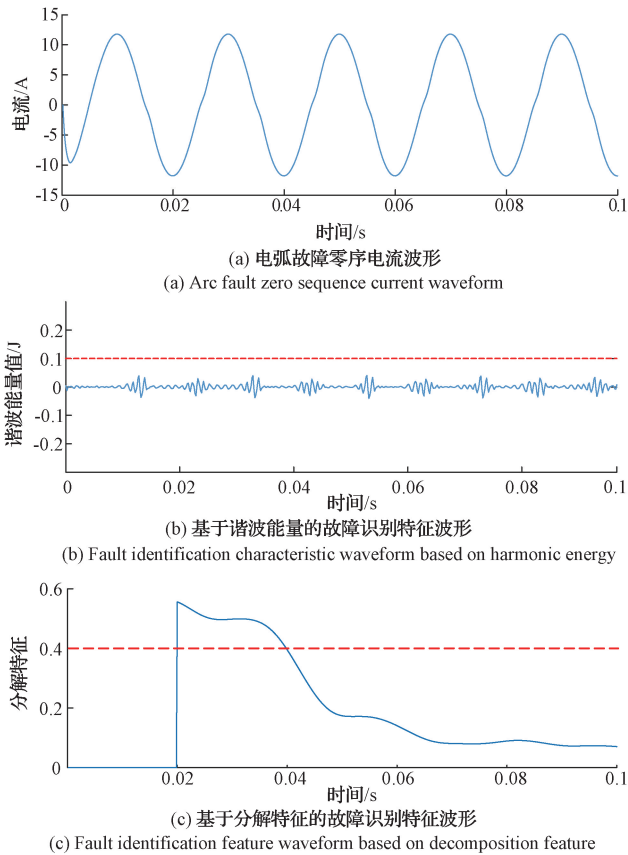 15
10
5
0
-5
-10
-15
电流/A
0
0.02
0.04
0.06
0.08
0.1
时间/s
(a) 电弧故障零序电流波形
(a) Arc fault zero sequence current waveform
0.2
0.1
0
-0.1
-0.2
谐波能量值/J
0
0.02
0.04
0.06
0.08
0.1
时间/s
(b) 基于谐波能量的故障识别特征波形
(b) Fault identification characteristic waveform based on harmonic energy
0.6
0.4
0.2
0
分解特征
0.02
0.04
0.06
0.08
0.1
时间/s
(c) 基于分解特征的故障识别特征波形
(c) Fault identification feature waveform based on decomposition feature